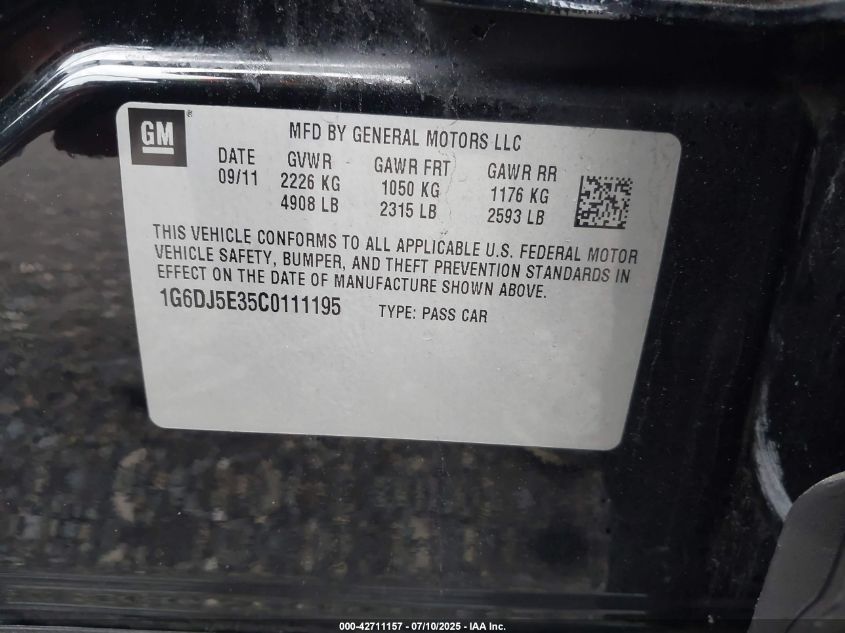 GM®
MFD BY GENERAL MOTORS LLC
DATE GVWR GAWR FRT GAWR RR
09/11 2226 KG 1050 KG 1176 KG
4908 LB 2315 LB 2593 LB
THIS VEHICLE CONFORMS TO ALL APPLICABLE U.S. FEDERAL MOTOR
VEHICLE SAFETY, BUMPER, AND THEFT PREVENTION STANDARDS IN
EFFECT ON THE DATE OF MANUFACTURE SHOWN ABOVE.
1G6DJ5E35C0111195 TYPE: PASS CAR
000-42711157 - 07/10/2025 - IAA Inc.